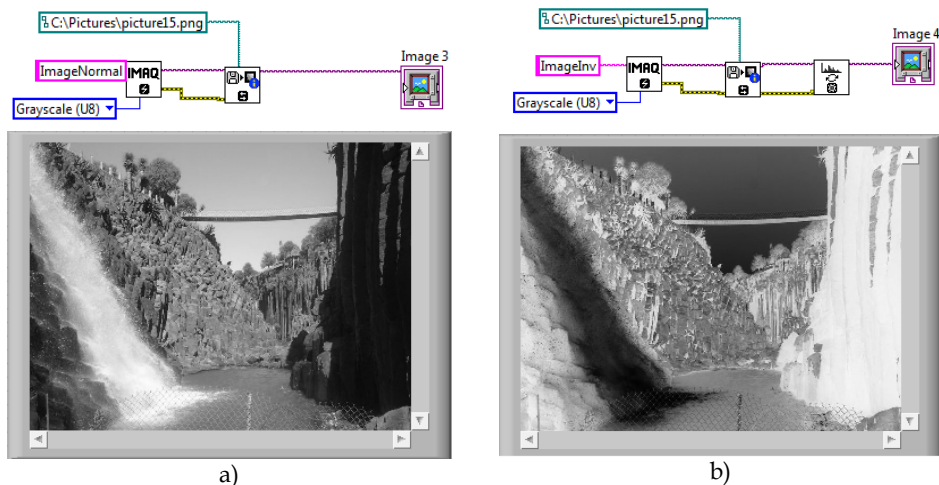 C:\Pictures\picture15.png
Image 3
ImageNormal
IMAQ
Grayscale (U8)
a)
C:\Pictures\picture15.png
Image 4
ImageInv
IMAQ
Grayscale (U8)
b)